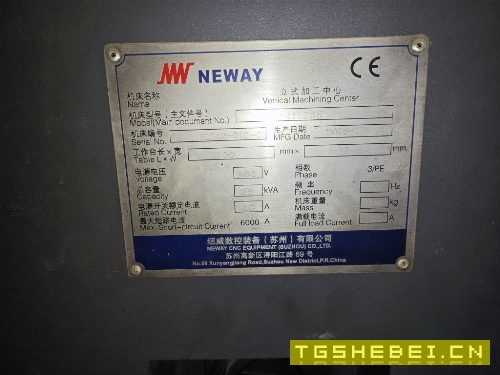 NEWAY CE
机床名称 立式加工中心
Name Vertical Machining Center
机床型号(主文件号)
Model(Main document No.)
机床编号 生产日期
Serial No. MFG Date
工作台长×宽 mm× mm
Table L×W
电源电压 V 相数 3/PE
Voltage Phase
总容量 kVA 频率 Hz
Capacity Frequency
电源开关额定电流 A 机床重量 kg
Rated Current Mass
最大短路电流 6000 A 满载电流 A
Max. Short-circuit Current Full load Current
纽威数控装备(苏州)有限公司
NEWAY CNC EQUIPMENT (SUZHOU) CO.,LTD.
苏州高新区浔阳江路 69 号
No.69 Xunyangjiang Road,Suzhou New District,P.R.China
TGSHEBEI.CN